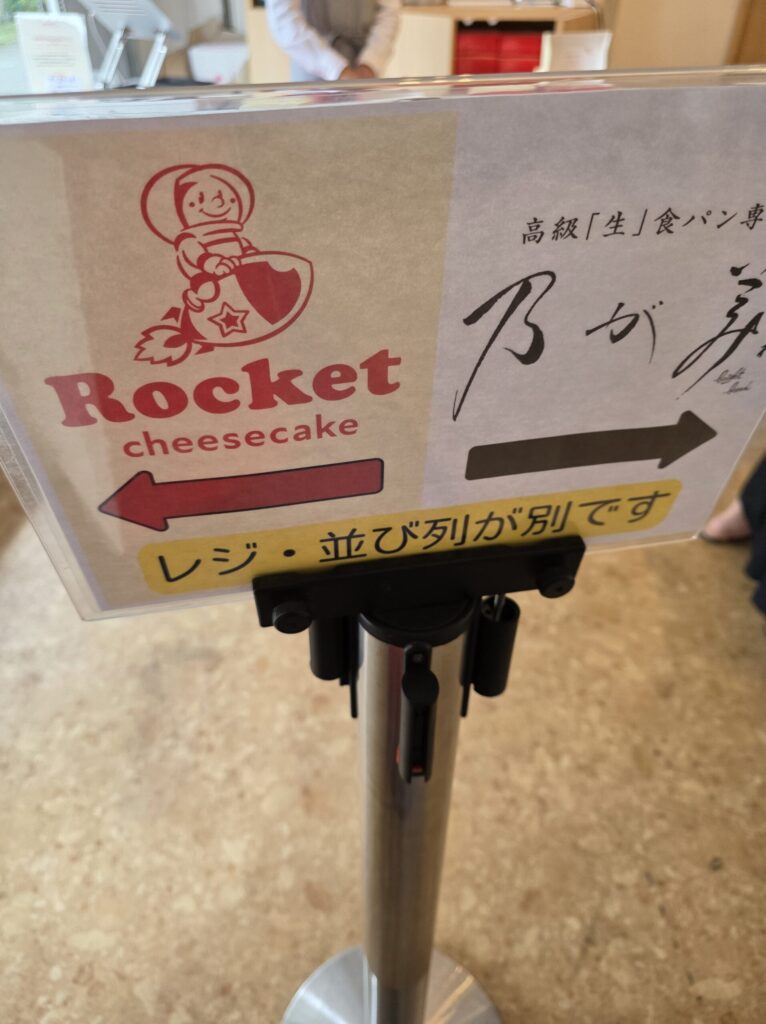 Rocket
cheesecake
高級「生」食パン専
乃が美
レジ・並び列が別です